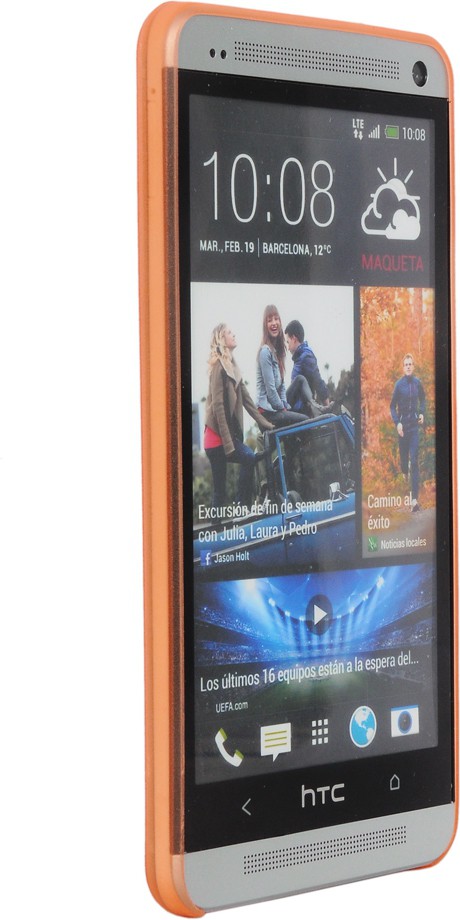 LTE
10:08
10:08
MAR., FEB. 19 | BARCELONA, 12°C
MAQUETA
Excursión de fin de semana
con Julia, Laura y Pedro
f Jason Holt
Camino al
éxito
Noticias locales
Los últimos 16 equipos están a la espera del...
UEFA.com
hTC